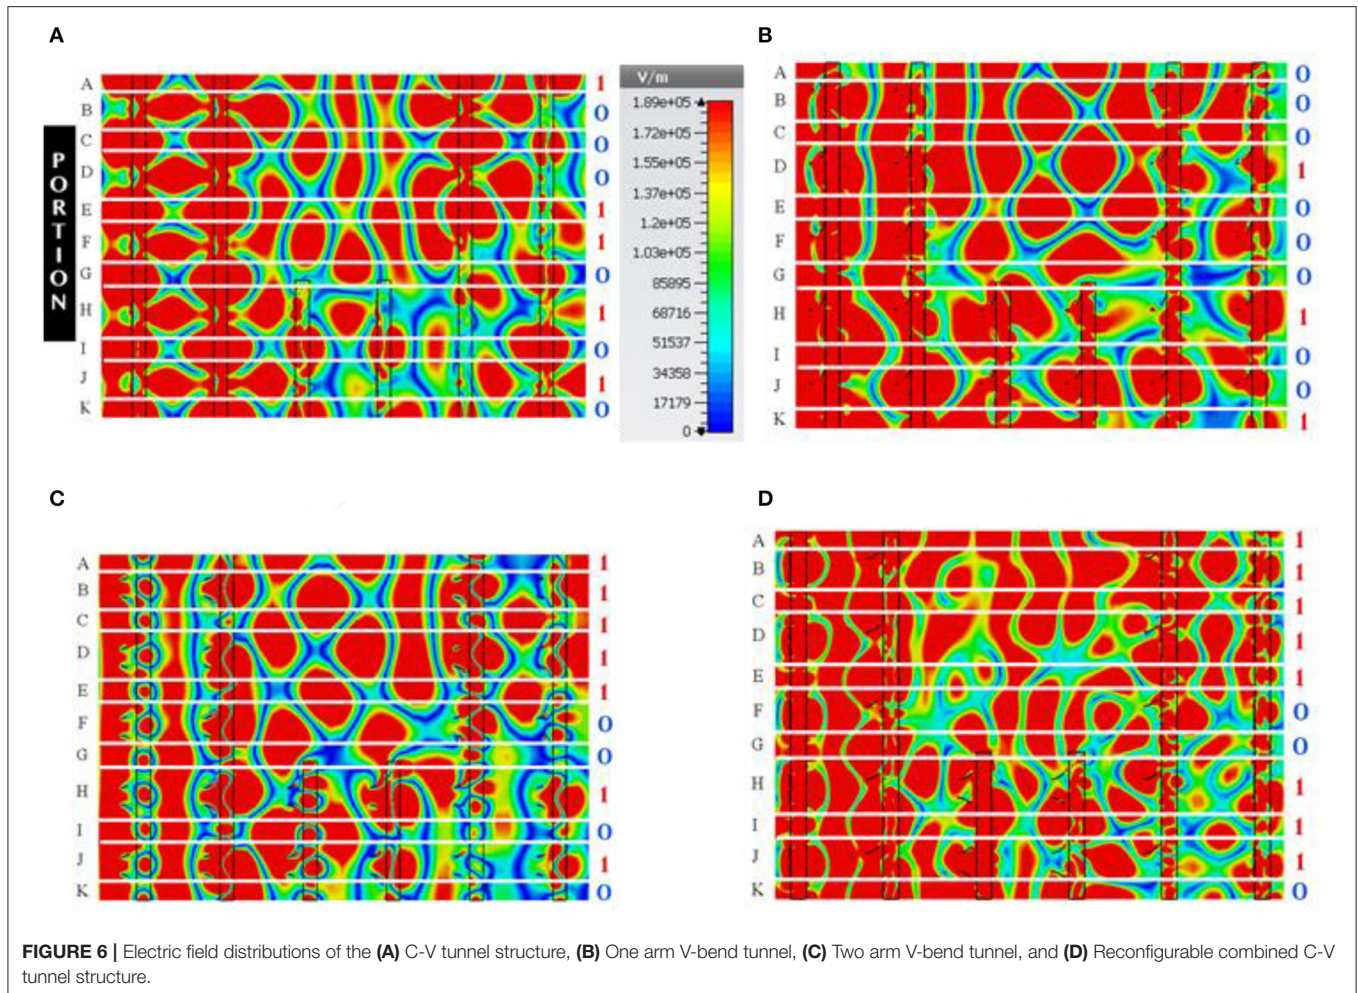 A
PORTION
A 1
B 0
C 0
D 0
E 1
F 1
G 0
H 1
I 0
J 1
K 0
V/m
1.89e+05
1.72e+05
1.55e+05
1.37e+05
1.2e+05
1.03e+05
85895
68716
51537
34358
17179
0
B
A 0
B 0
C 0
D 1
E 0
F 0
G 0
H 1
I 0
J 0
K 1
C
A 1
B 1
C 1
D 1
E 1
F 0
G 0
H 1
I 0
J 1
K 0
D
A 1
B 1
C 1
D 1
E 1
F 0
G 0
H 1
I 1
J 1
K 0
FIGURE 6 | Electric field distributions of the (A) C-V tunnel structure, (B) One arm V-bend tunnel, (C) Two arm V-bend tunnel, and (D) Reconfigurable combined C-V
tunnel structure.